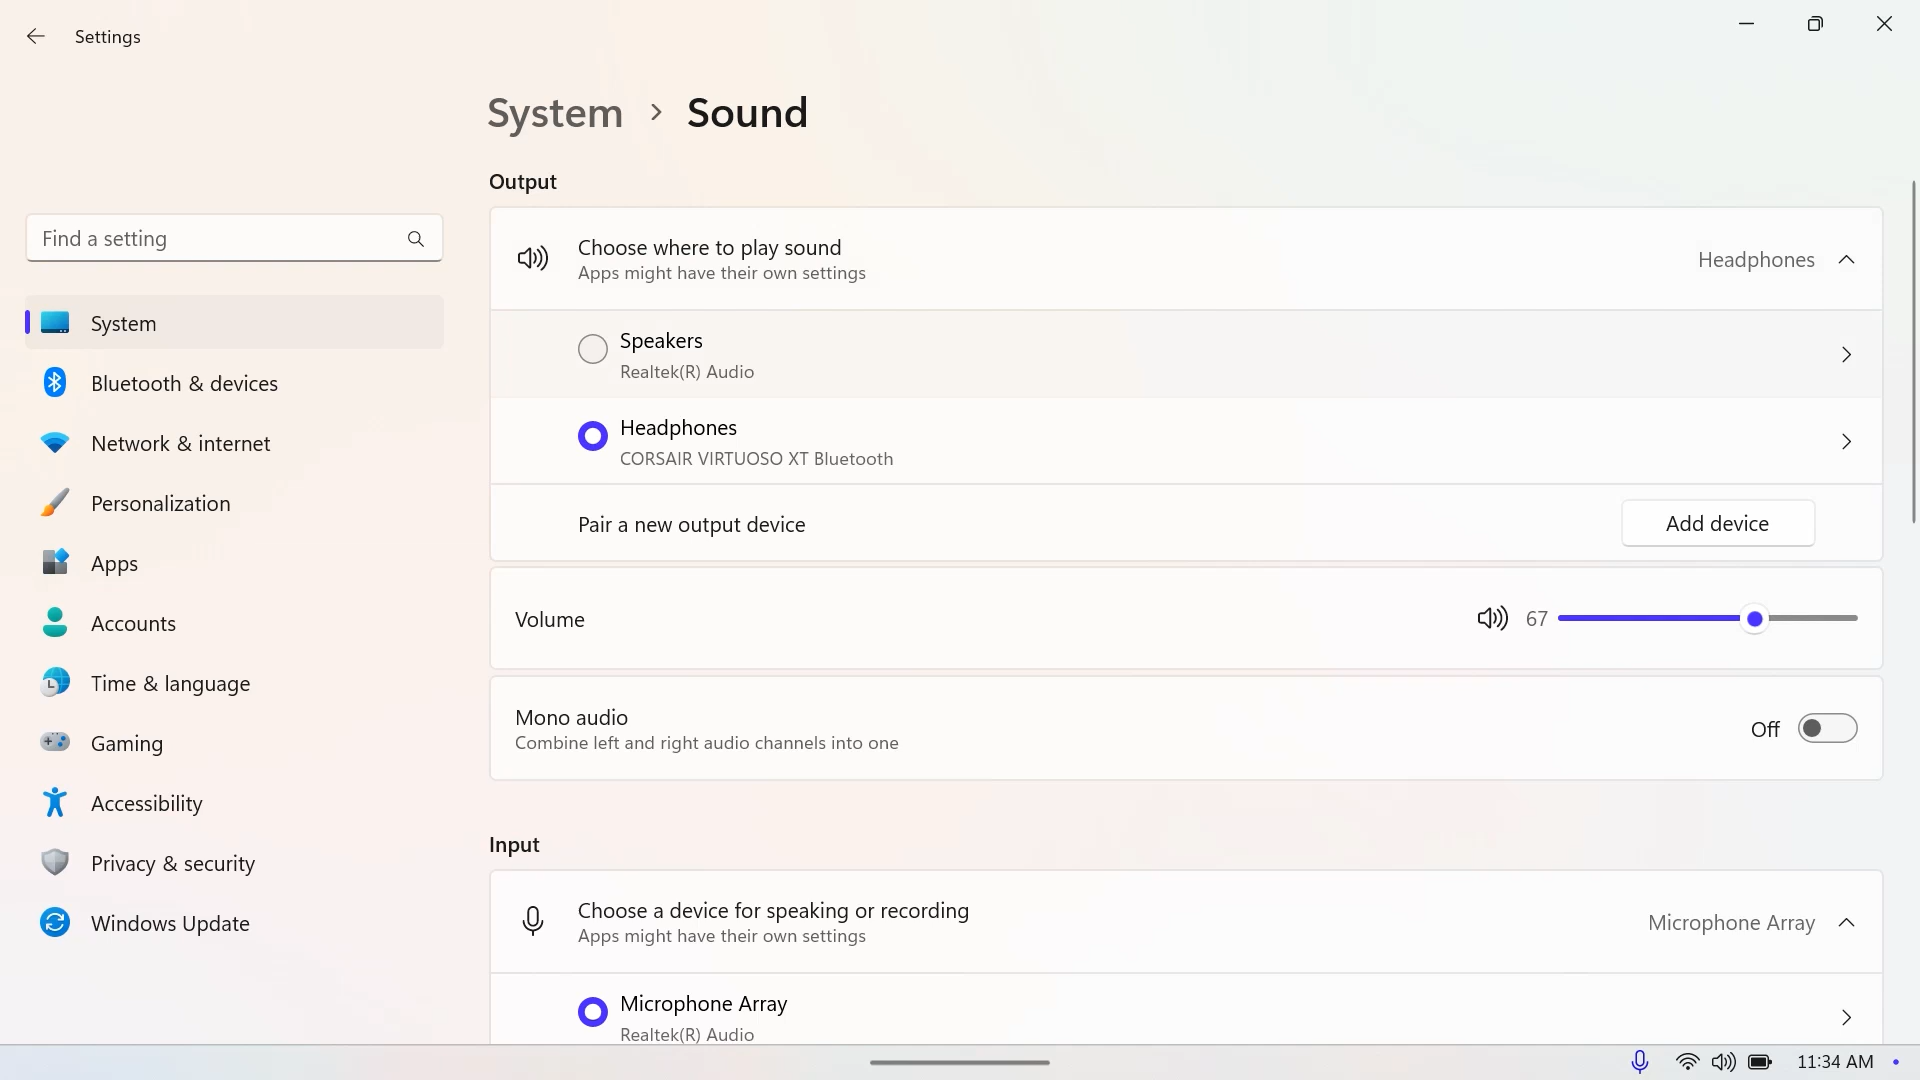 Settings
System > Sound
Output
Find a setting
Choose where to play sound
Apps might have their own settings
Headphones
System
Speakers
Realtek(R) Audio
Bluetooth & devices
Headphones
CORSAIR VIRTUOSO XT Bluetooth
Network & internet
Personalization
Pair a new output device
Add device
Apps
Volume
67
Accounts
Time & language
Mono audio
Combine left and right audio channels into one
Off
Gaming
Accessibility
Input
Privacy & security
Choose a device for speaking or recording
Apps might have their own settings
Microphone Array
Windows Update
Microphone Array
Realtek(R) Audio
11:34 AM